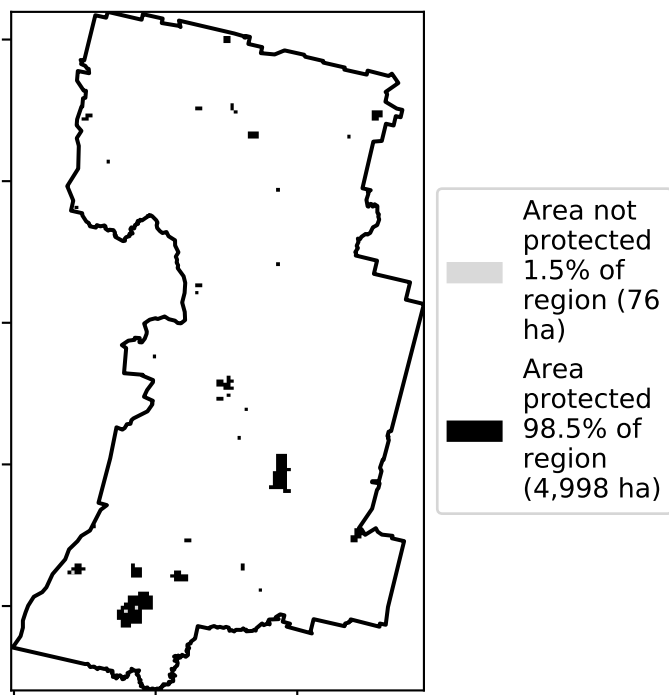 Area not
protected
1.5% of
region (76
ha)
Area
protected
98.5% of
region
(4,998 ha)